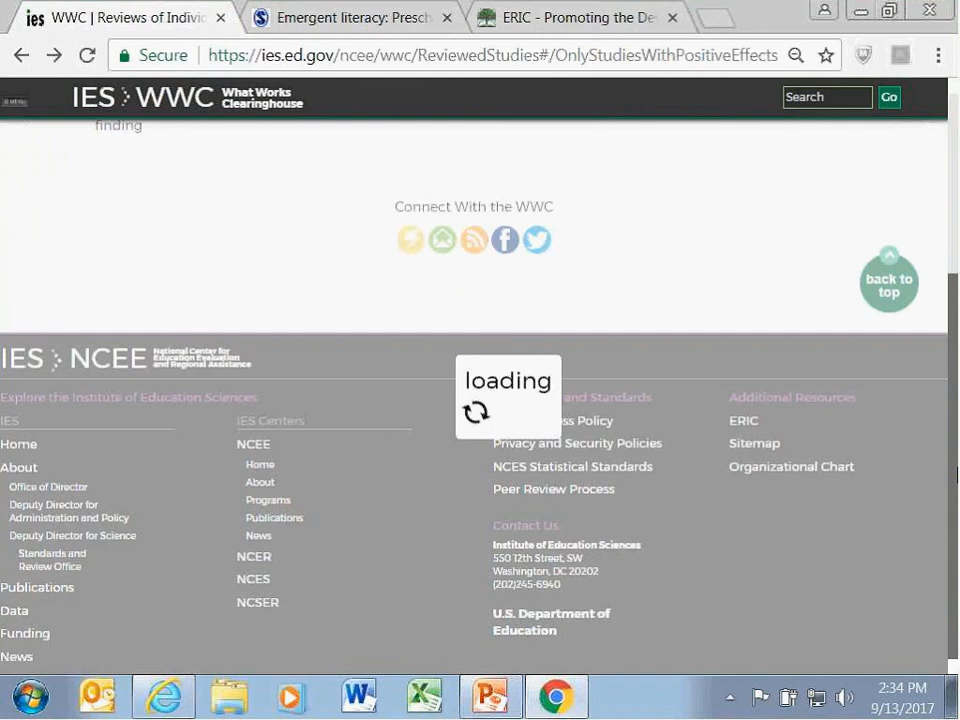 ies WWC | Reviews of Individ
Emergent literacy: Presch
ERIC - Promoting the De
Secure https://ies.ed.gov/ncee/wwc/ReviewedStudies#/OnlyStudiesWithPositiveEffects
MENU
IES WWC What Works Clearinghouse
Search
Go
finding
Connect With the WWC
back to
top
IES NCEE National Center for Education Evaluation and Regional Assistance
loading
Explore the Institute of Education Sciences
IES
Home
About
Office of Director
Deputy Director for
Administration and Policy
Deputy Director for Science
Standards and
Review Office
Publications
Data
Funding
News
IES Centers
NCEE
Home
About
Programs
Publications
News
NCER
NCES
NCSER
and Standards
ss Policy
Privacy and Security Policies
NCES Statistical Standards
Peer Review Process
Contact Us
Institute of Education Sciences
550 12th Street, SW
Washington, DC 20202
(202)245-6940
U.S. Department of
Education
Additional Resources
ERIC
Sitemap
Organizational Chart
2:34 PM
9/13/2017